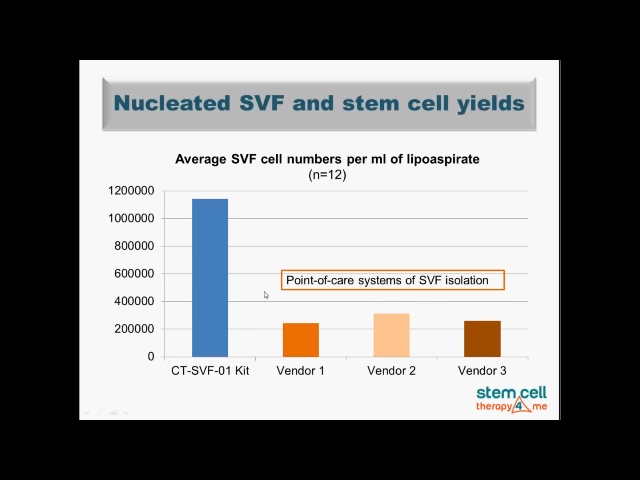 Nucleated SVF and stem cell yields
Average SVF cell numbers per ml of lipoaspirate
(n=12)
1200000
1000000
800000
600000
400000
200000
0
Point-of-care systems of SVF isolation
CT-SVF-01 Kit
Vendor 1
Vendor 2
Vendor 3
stem cell
therapy 4 me